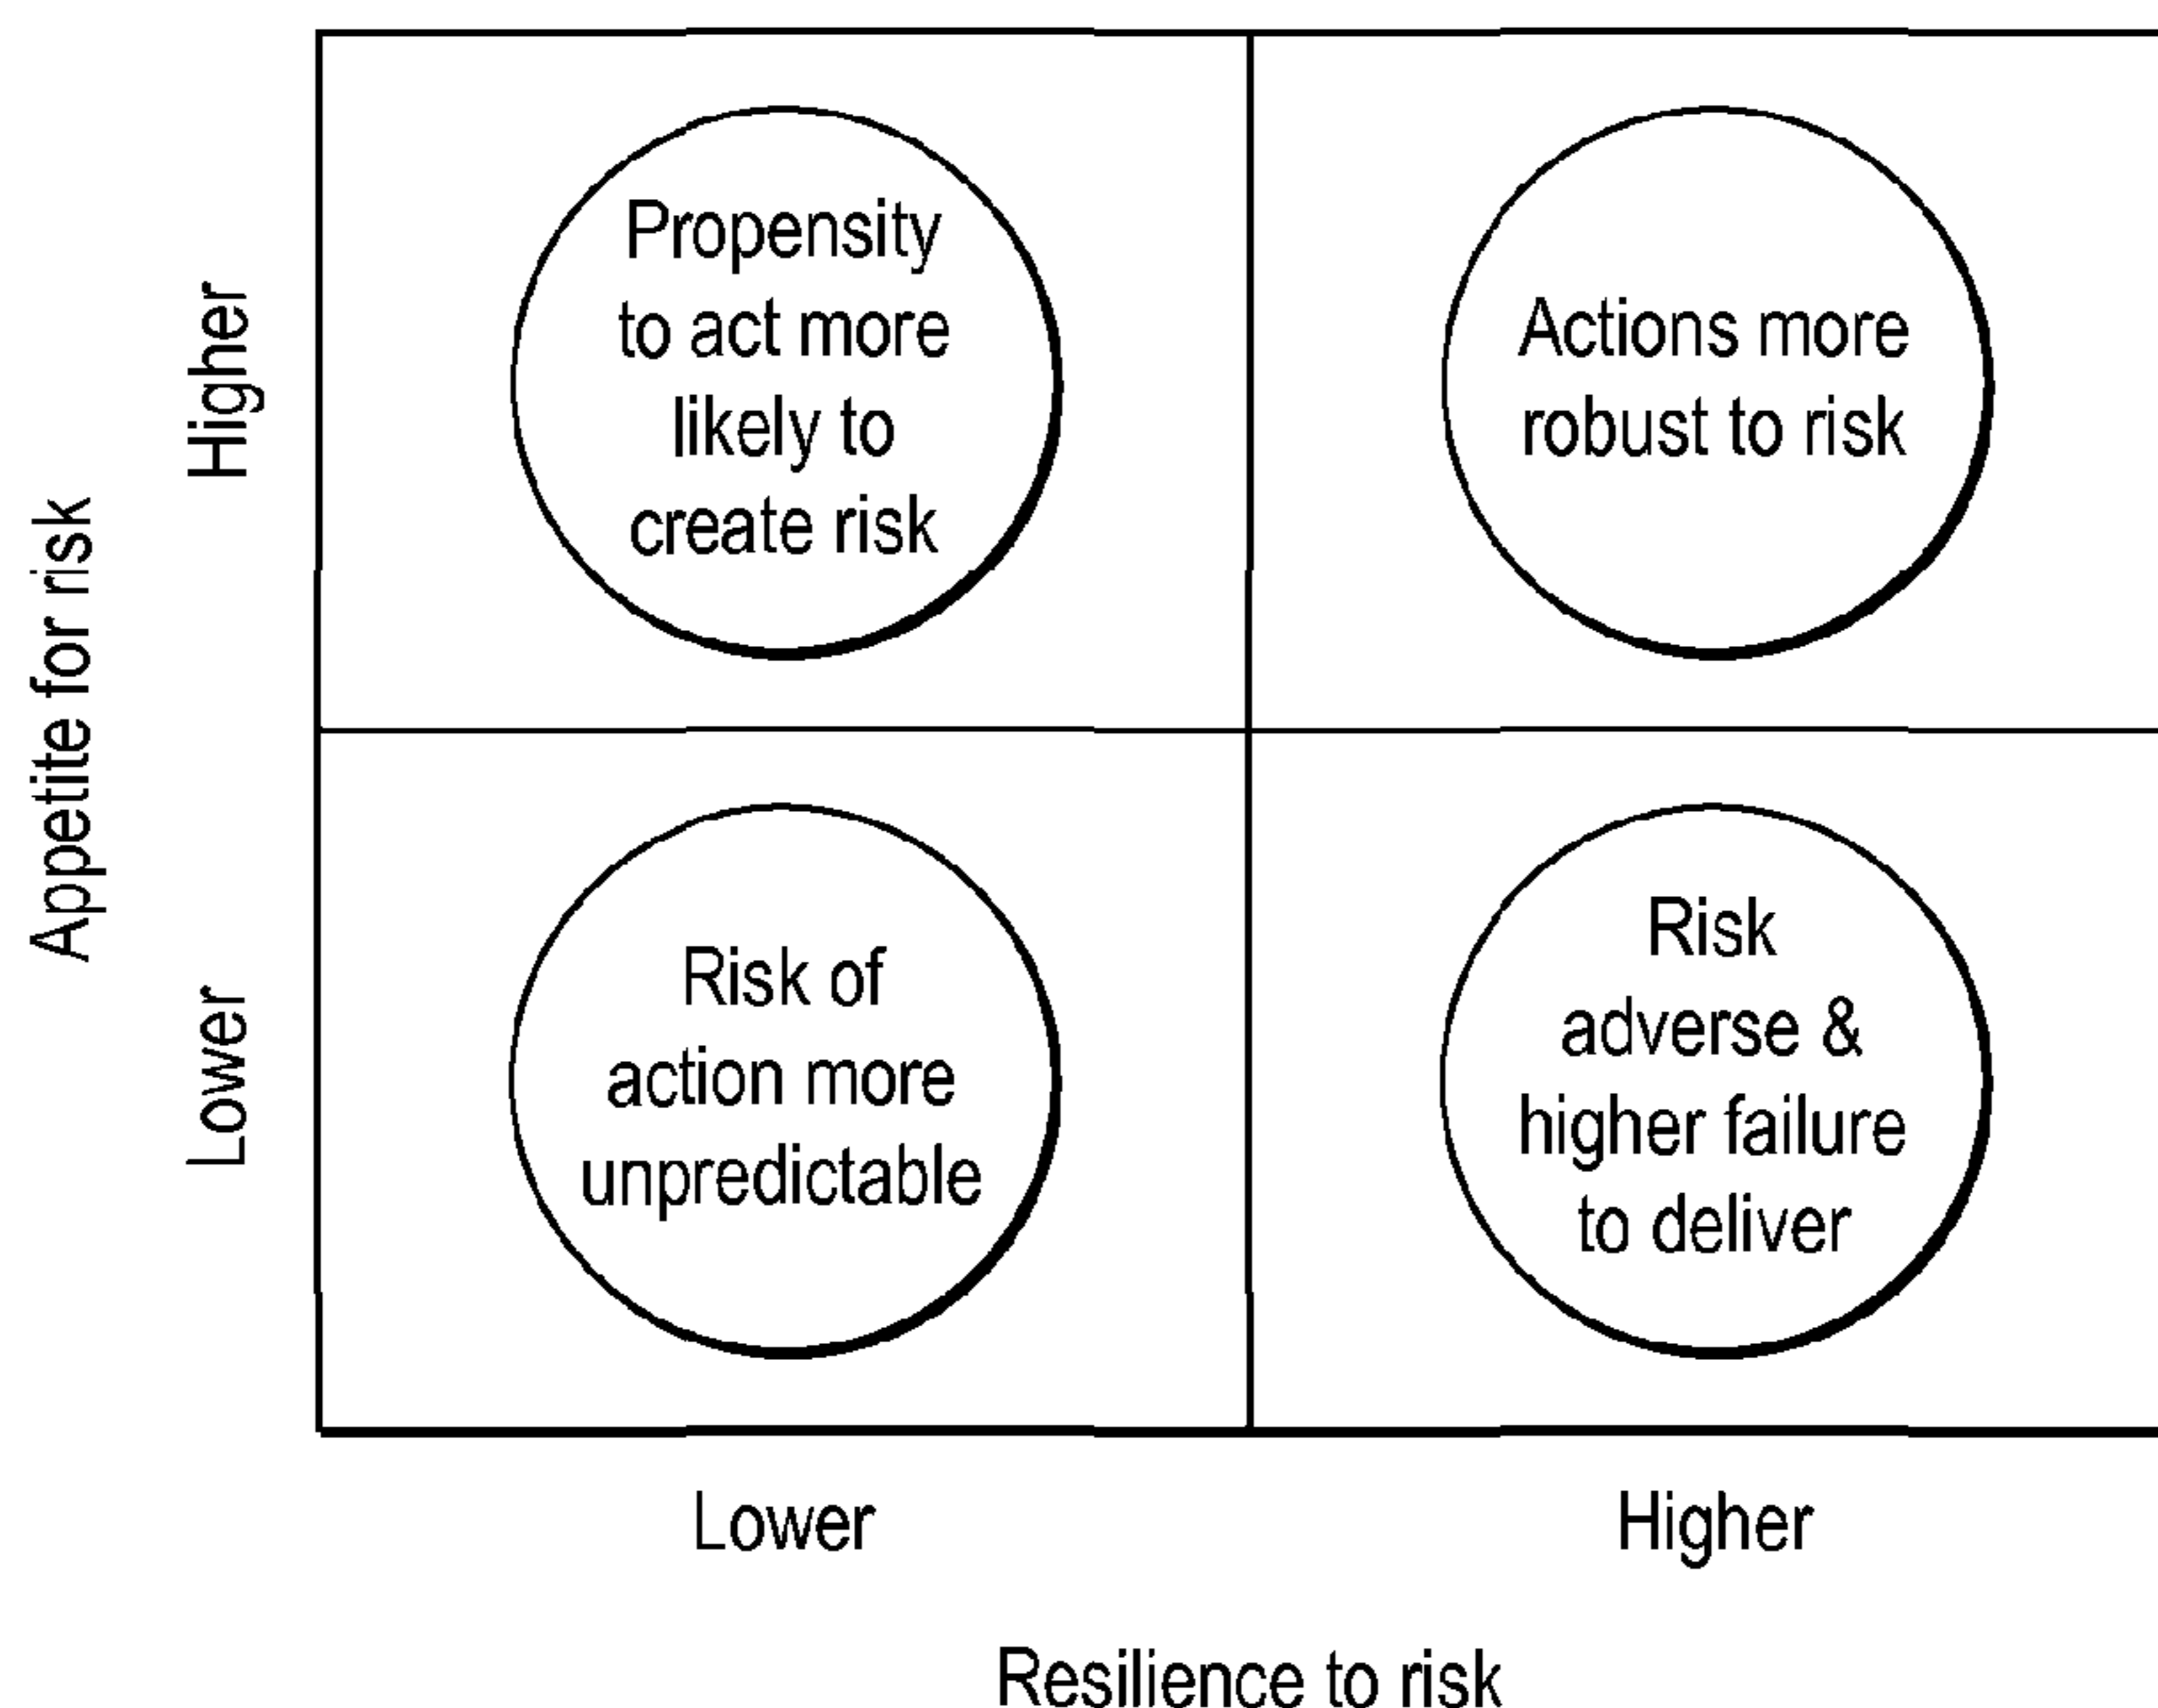 Appetite for risk
Higher
Propensity
to act more
likely to
create risk
Actions more
robust to risk
Lower
Risk of
action more
unpredictable
Risk
adverse &
higher failure
to deliver
Lower
Higher
Resilience to risk